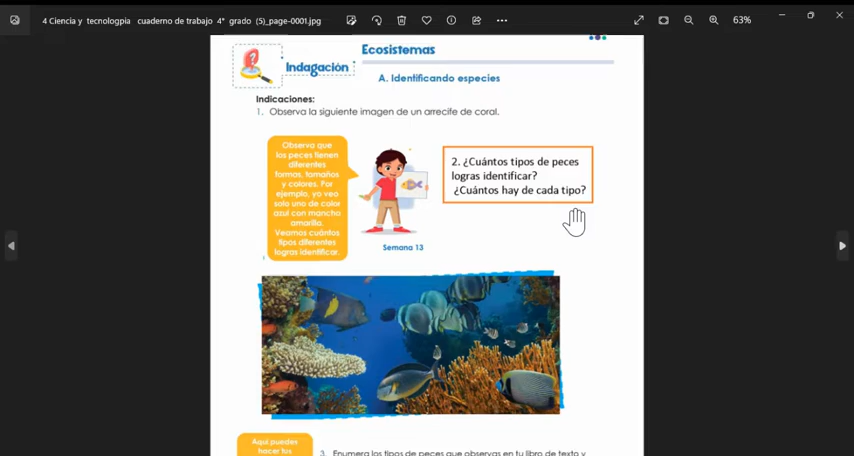 4 Ciencia y tecnologpia cuaderno de trabajo 4° grado (5)_page-0001.jpg
63%
Ecosistemas
Indagación
A. Identificando especies
Indicaciones:
1. Observa la siguiente imagen de un arrecife de coral.
Observa que
los peces tienen
diferentes
formas, tamaños
y colores. Por
ejemplo, yo veo
solo uno de color
azul con mancha
amarilla.
Veamos cuántos
tipos diferentes
logras identificar.
2. ¿Cuántos tipos de peces
logras identificar?
¿Cuántos hay de cada tipo?
Semana 13
Aquí puedes
hacer tus
3. Enumera los tipos de peces que observas en tu libro de texto y